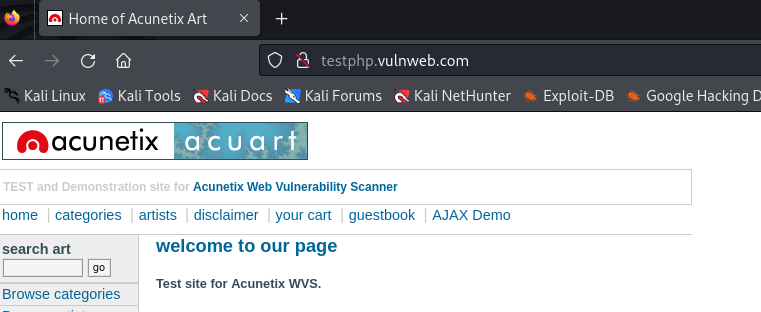 Home of Acunetix Art
testphp.vulnweb.com
Kali Linux Kali Tools Kali Docs Kali Forums Kali NetHunter Exploit-DB Google Hacking D
acunetix acuart
TEST and Demonstration site for Acunetix Web Vulnerability Scanner
home | categories | artists | disclaimer | your cart | guestbook | AJAX Demo
search art
go
welcome to our page
Test site for Acunetix WVS.
Browse categories